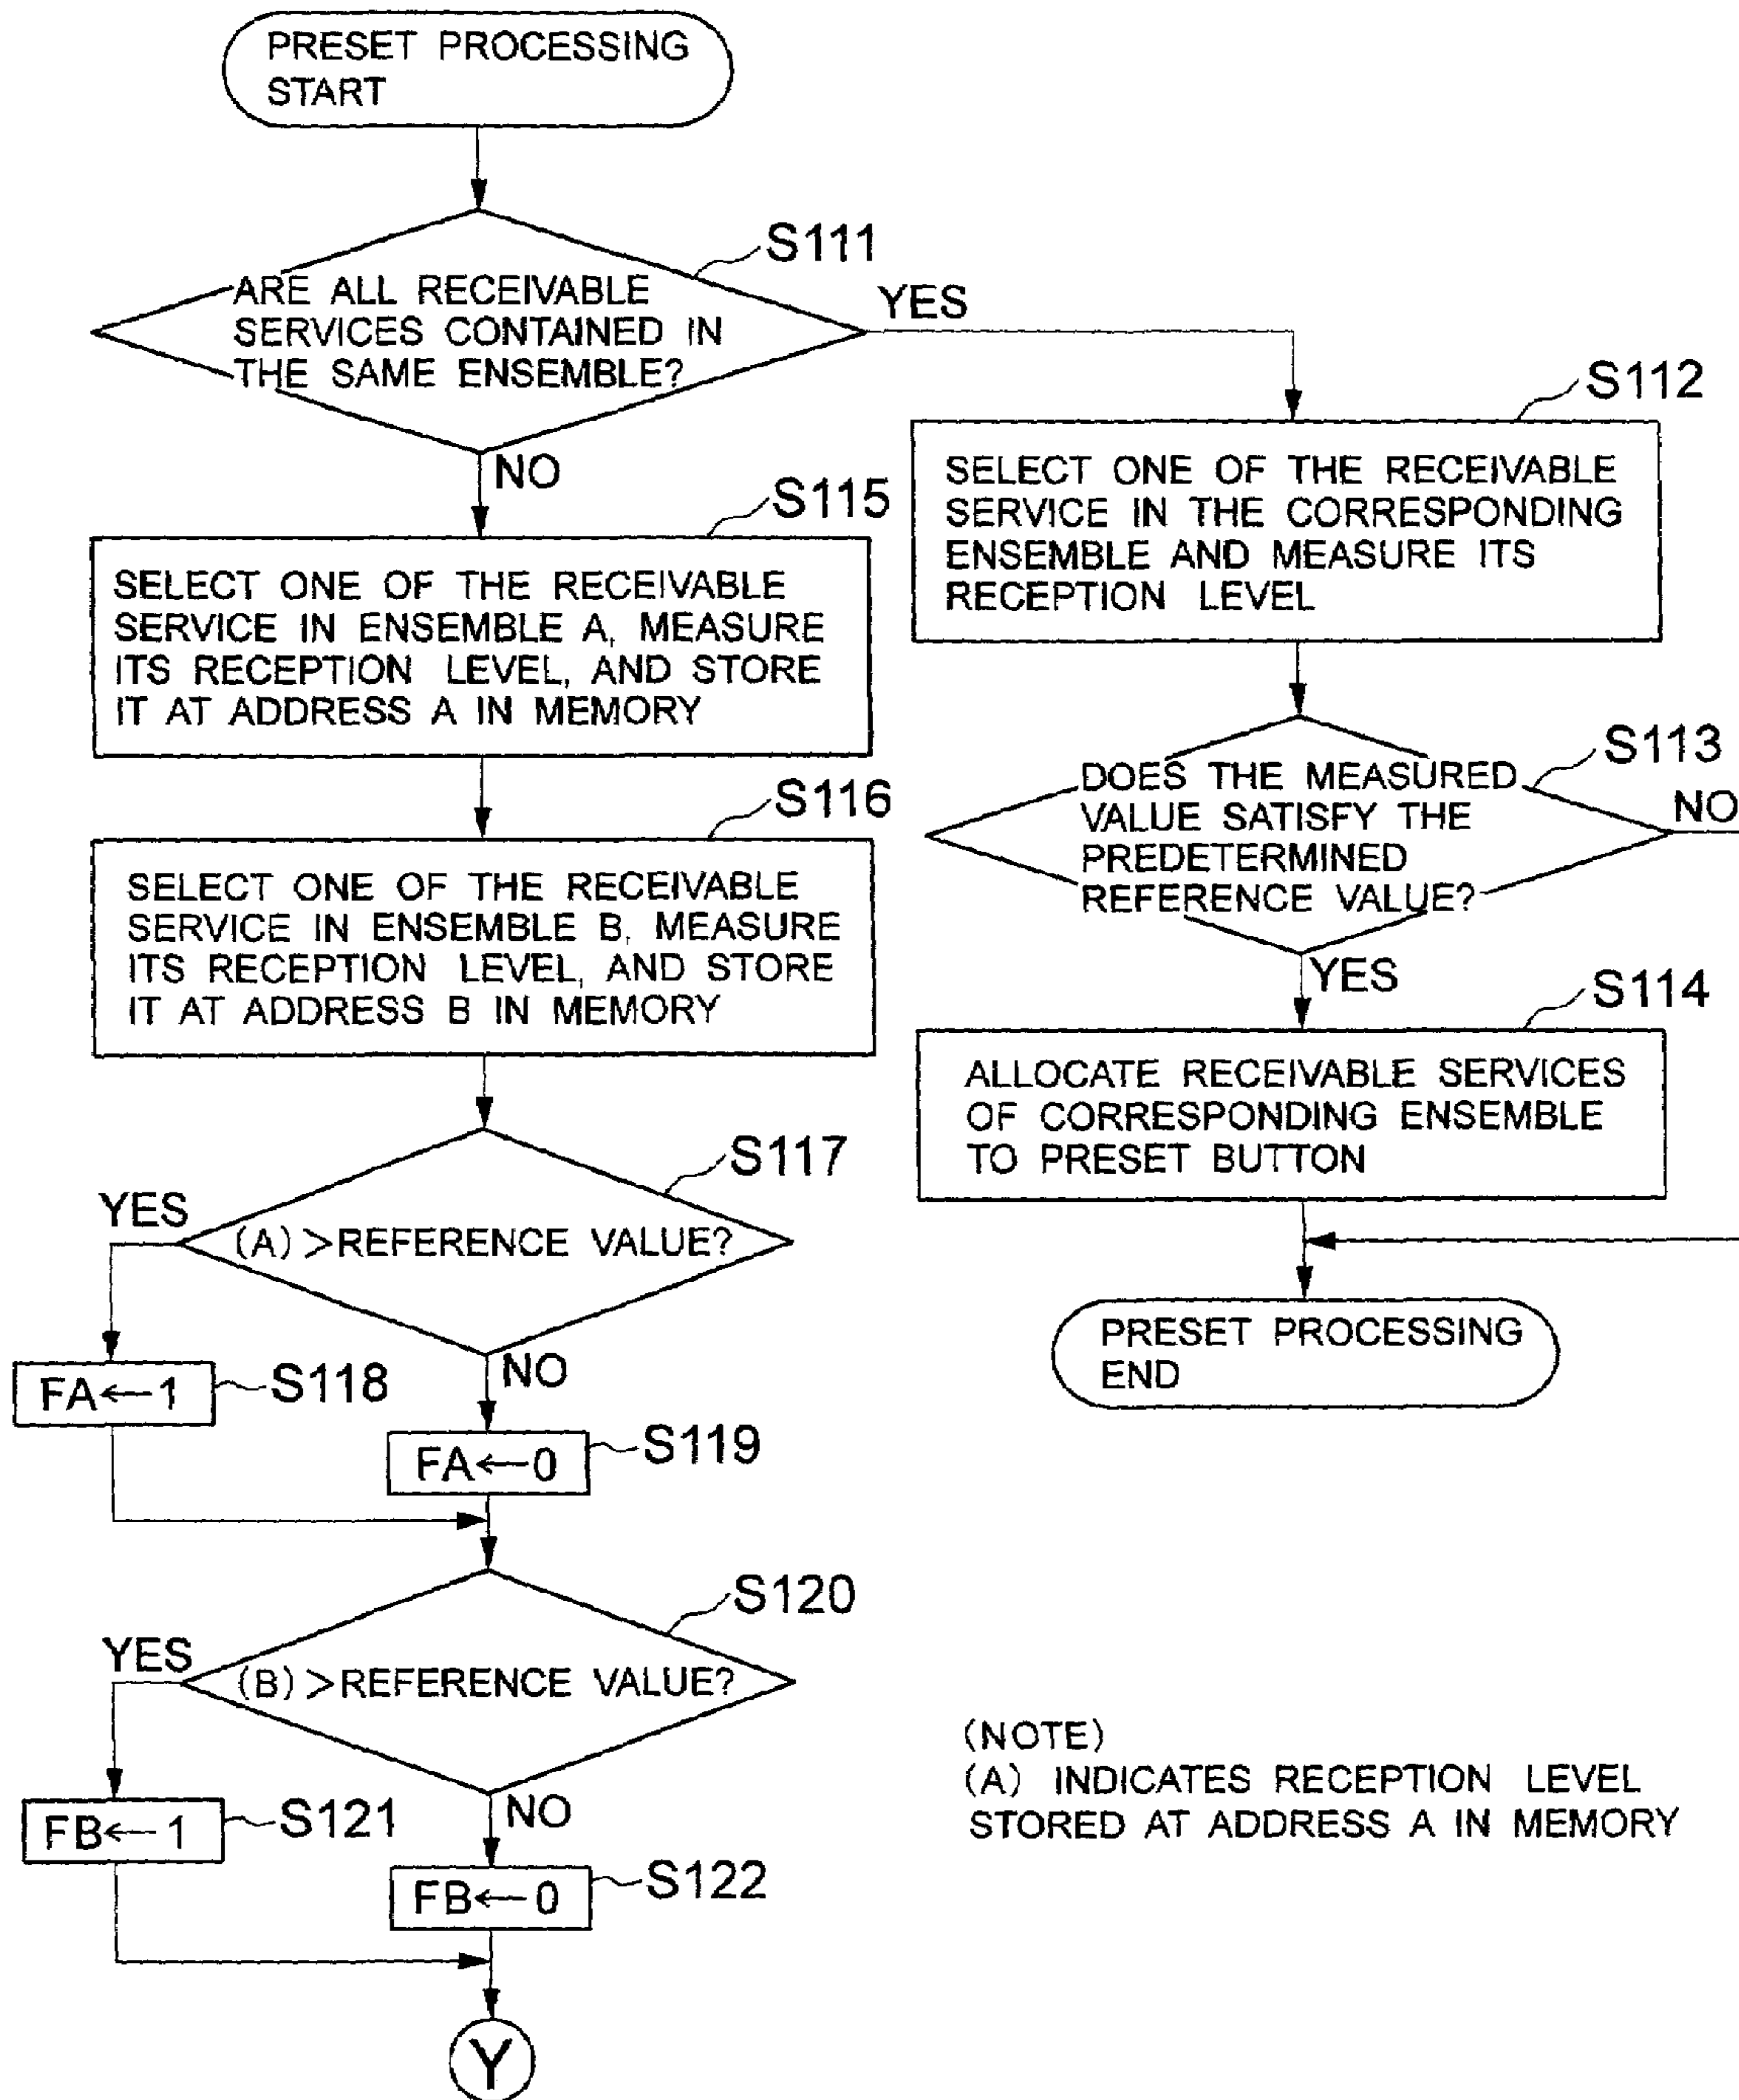 PRESET PROCESSING
START
S111
ARE ALL RECEIVABLE
SERVICES CONTAINED IN
THE SAME ENSEMBLE?
YES
NO
S112
SELECT ONE OF THE RECEIVABLE
SERVICE IN THE CORRESPONDING
ENSEMBLE AND MEASURE ITS
RECEPTION LEVEL
S113
DOES THE MEASURED
VALUE SATISFY THE
PREDETERMINED
REFERENCE VALUE?
NO
YES
S114
ALLOCATE RECEIVABLE SERVICES
OF CORRESPONDING ENSEMBLE
TO PRESET BUTTON
PRESET PROCESSING
END
S115
SELECT ONE OF THE RECEIVABLE
SERVICE IN ENSEMBLE A, MEASURE
ITS RECEPTION LEVEL, AND STORE
IT AT ADDRESS A IN MEMORY
S116
SELECT ONE OF THE RECEIVABLE
SERVICE IN ENSEMBLE B, MEASURE
ITS RECEPTION LEVEL, AND STORE
IT AT ADDRESS B IN MEMORY
S117
YES
(A) >REFERENCE VALUE?
NO
FA←1
S118
FA←0
S119
S120
YES
(B) >REFERENCE VALUE?
NO
FB←1
S121
FB←0
S122
Y
(NOTE)
(A) INDICATES RECEPTION LEVEL
STORED AT ADDRESS A IN MEMORY